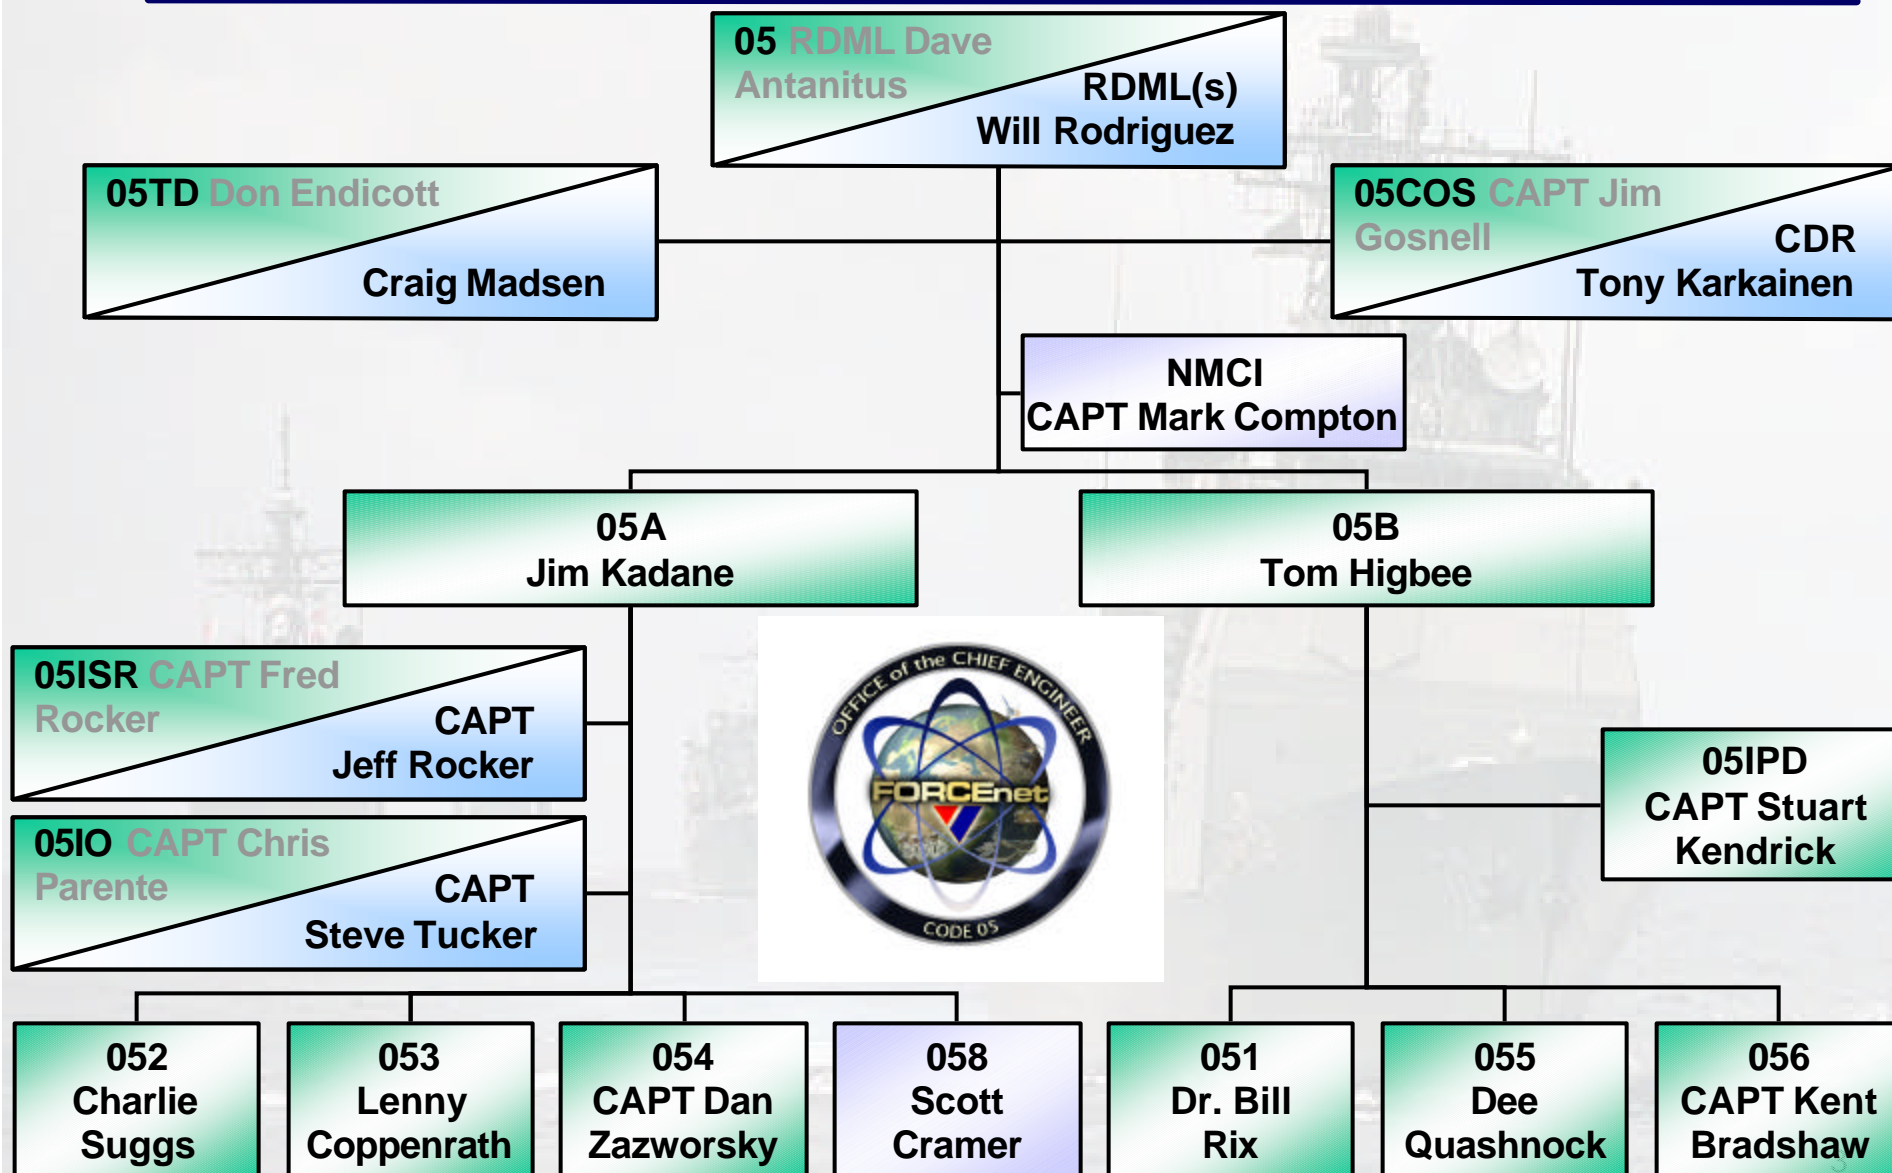 05 RDML Dave
Antanitus
RDML(s)
Will Rodriguez
05TD Don Endicott
Craig Madsen
05COS CAPT Jim
Gosnell
CDR
Tony Karkainen
NMCI
CAPT Mark Compton
05A
Jim Kadane
05B
Tom Higbee
05ISR CAPT Fred
Rocker
CAPT
Jeff Rocker
05IO CAPT Chris
Parente
CAPT
Steve Tucker
OFFICE of the CHIEF ENGINEER
FORCEnet
CODE 05
05IPD
CAPT Stuart
Kendrick
052
Charlie
Suggs
053
Lenny
Coppenrath
054
CAPT Dan
Zazworsky
058
Scott
Cramer
051
Dr. Bill
Rix
055
Dee
Quashnock
056
CAPT Kent
Bradshaw